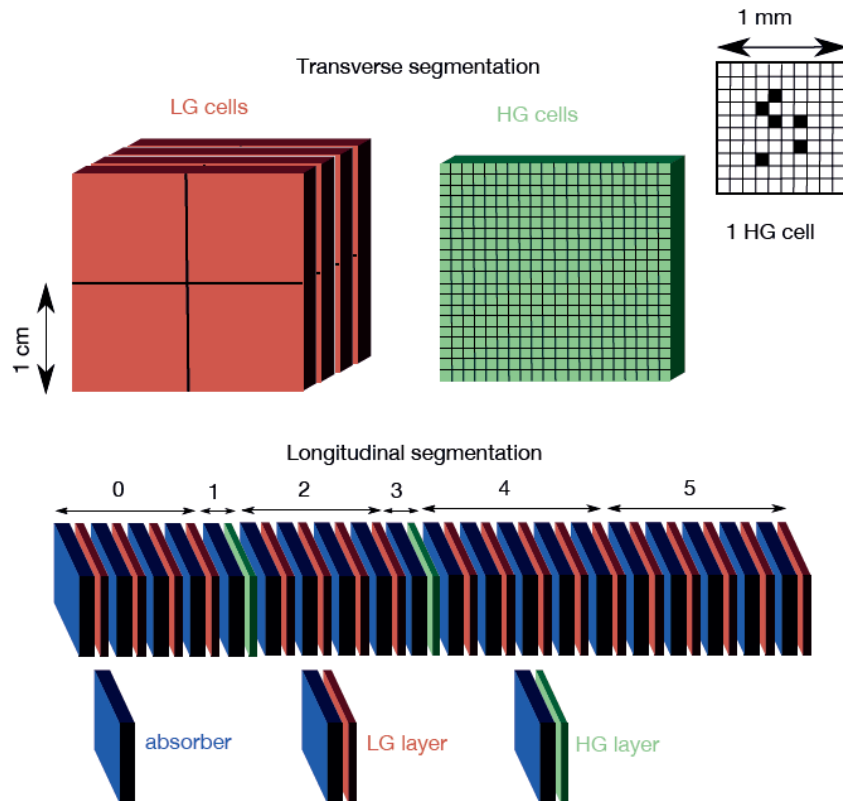 1 mm
Transverse segmentation
LG cells
HG cells
1 HG cell
1 cm
Longitudinal segmentation
0 1 2 3 4 5
absorber
LG layer
HG layer